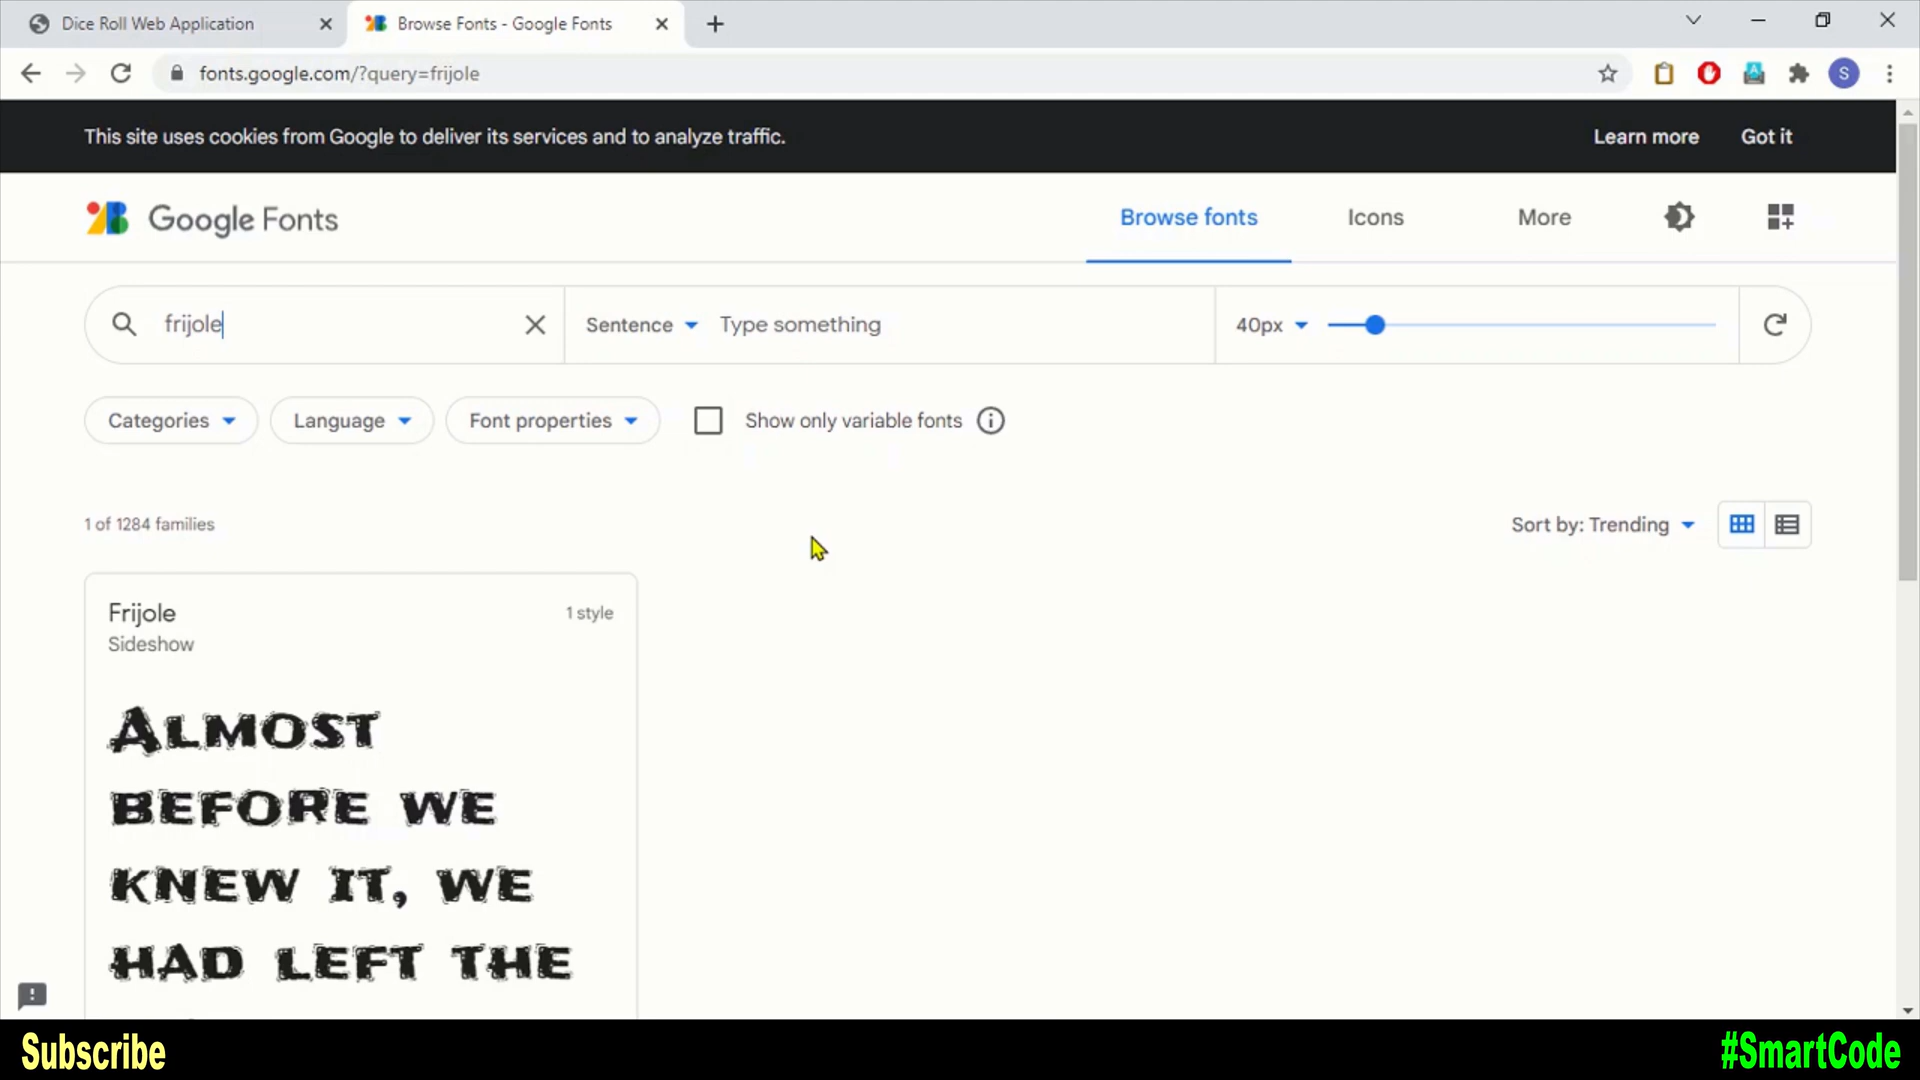 Dice Roll Web Application
Browse Fonts - Google Fonts
fonts.google.com/?query=frijole
S
This site uses cookies from Google to deliver its services and to analyze traffic.
Learn more
Got it
Google Fonts
Browse fonts
Icons
More
frijole
Sentence
Type something
40px
Categories
Language
Font properties
Show only variable fonts
1 of 1284 families
Sort by: Trending
Frijole
1 style
Sideshow
ALMOST
BEFORE WE
KNEW IT, WE
HAD LEFT THE
Subscribe
#SmartCode